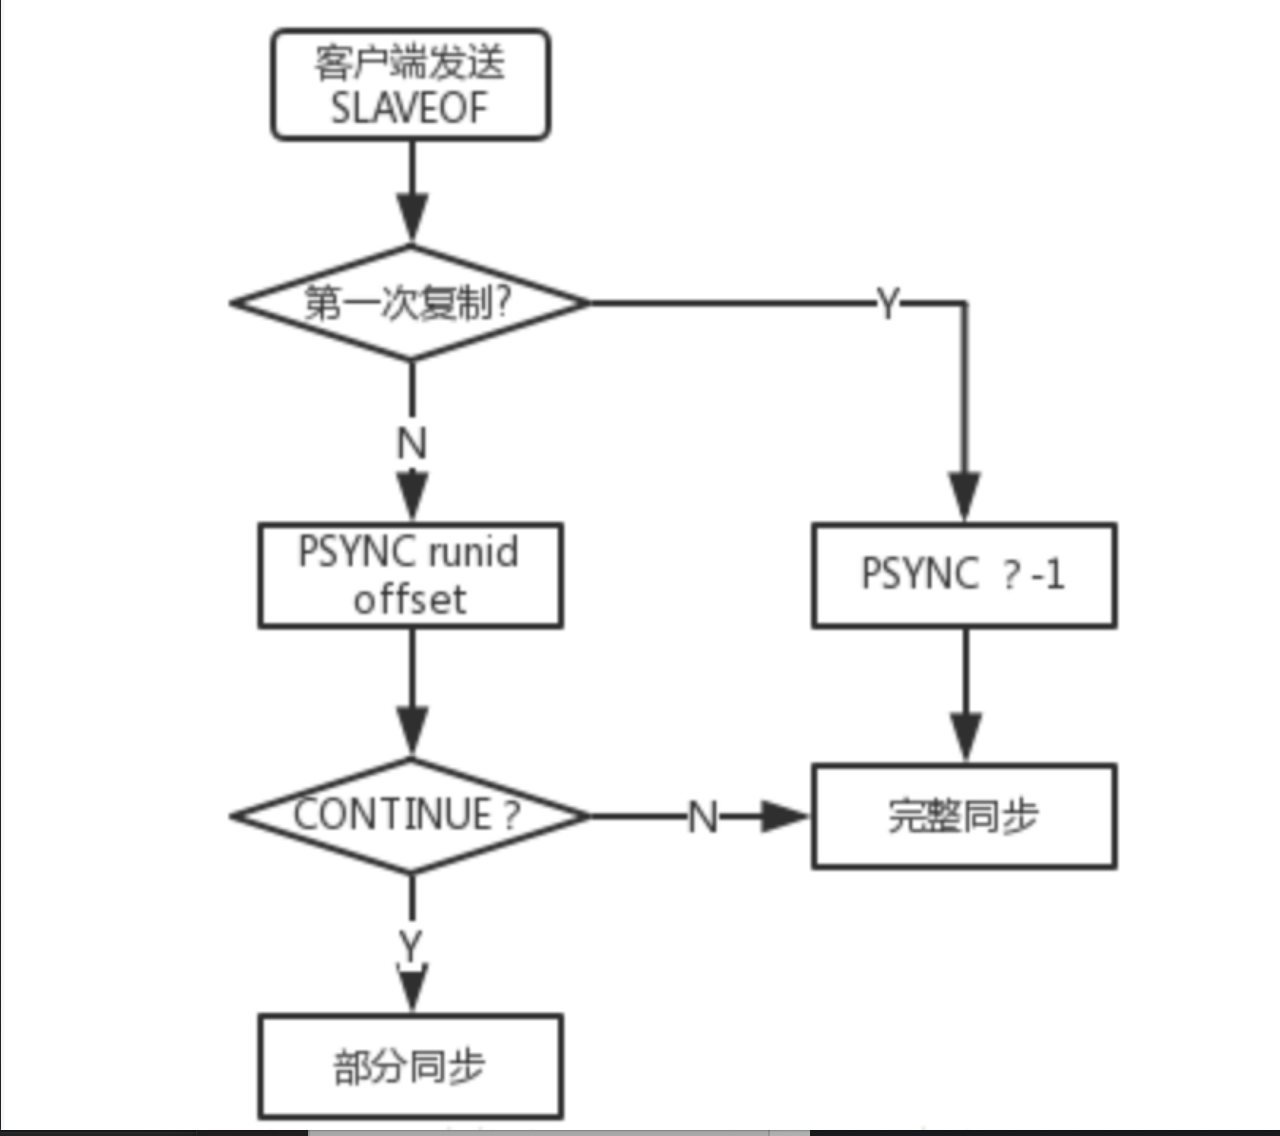 客户端发送
SLAVEOF
第一次复制?
Y
N
PSYNC runid
offset
PSYNC ？-1
CONTINUE？
N
完整同步
Y
部分同步